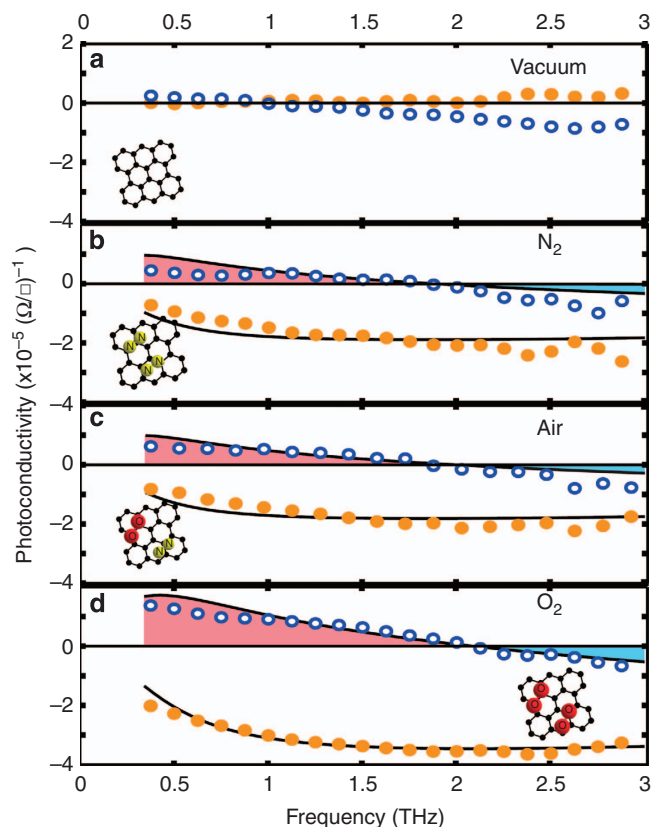 0 0.5 1.0 1.5 2.0 2.5 3
2
a
Vacuum
0
−2
−4
b
N2
0
−2
N N N N
−4
c
Air
0
−2
O O N N
−4
d
O2
0
−2
O O O O
−4
0.5 1 1.5 2 2.5 3
Photoconductivity (x10−5 (Ω/□)−1
Frequency (THz)